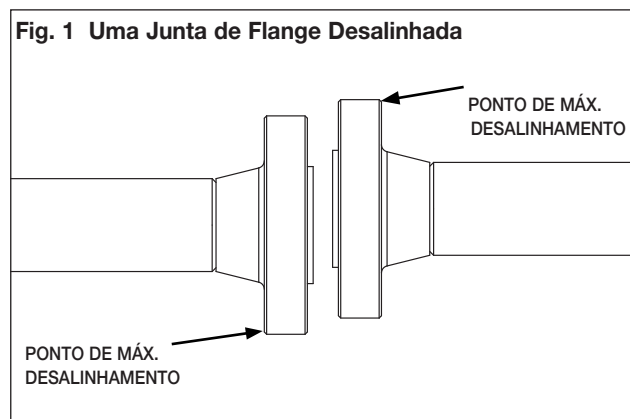 Fig. 1 Uma Junta de Flange Desalinhada
PONTO DE MÁX.
DESALINHAMENTO
PONTO DE MÁX.
DESALINHAMENTO